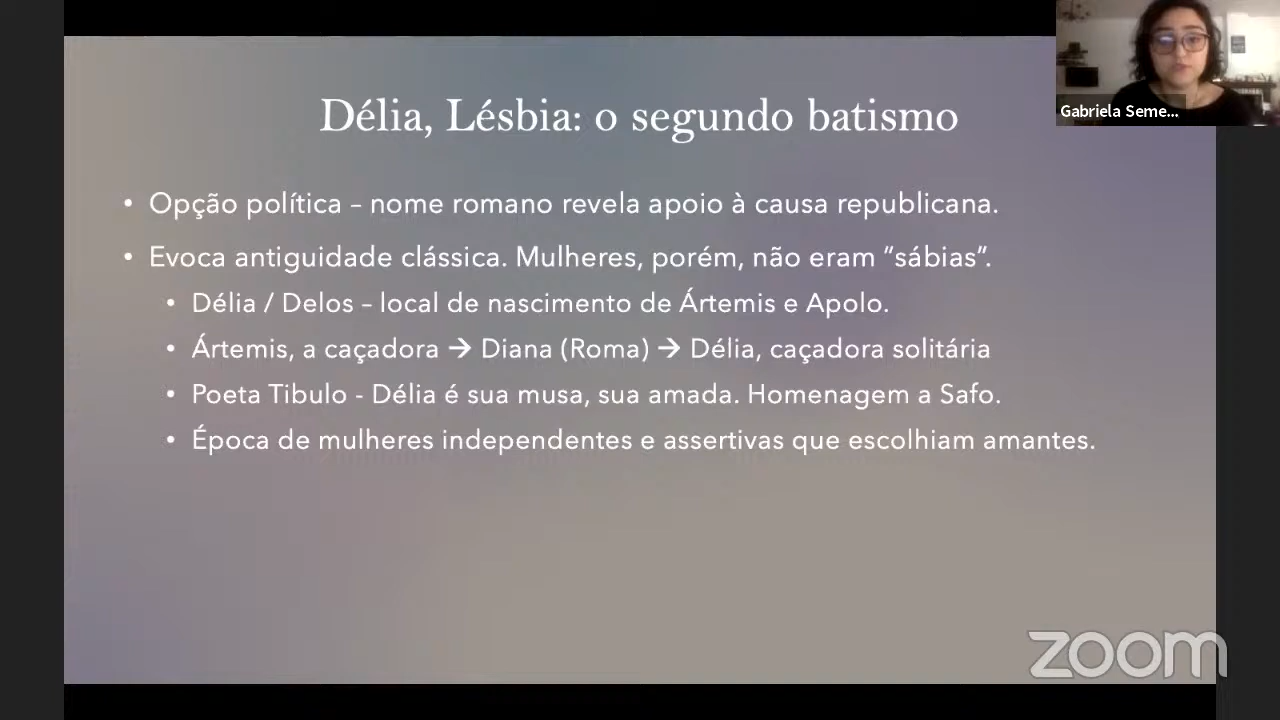 Délia, Lésbia: o segundo batismo
Gabriela Seme...
• Opção política – nome romano revela apoio à causa republicana.
• Evoca antiguidade clássica. Mulheres, porém, não eram “sábias”.
• Délia / Delos – local de nascimento de Ártemis e Apolo.
• Ártemis, a caçadora → Diana (Roma) → Délia, caçadora solitária
• Poeta Tibulo - Délia é sua musa, sua amada. Homenagem a Safo.
• Época de mulheres independentes e assertivas que escolhiam amantes.
zoom